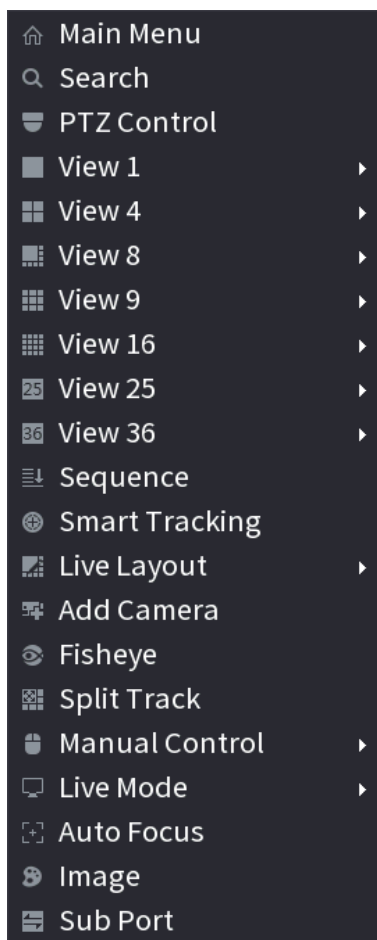 Main Menu
Search
PTZ Control
View 1
View 4
View 8
View 9
View 16
25 View 25
36 View 36
Sequence
Smart Tracking
Live Layout
Add Camera
Fisheye
Split Track
Manual Control
Live Mode
Auto Focus
Image
Sub Port